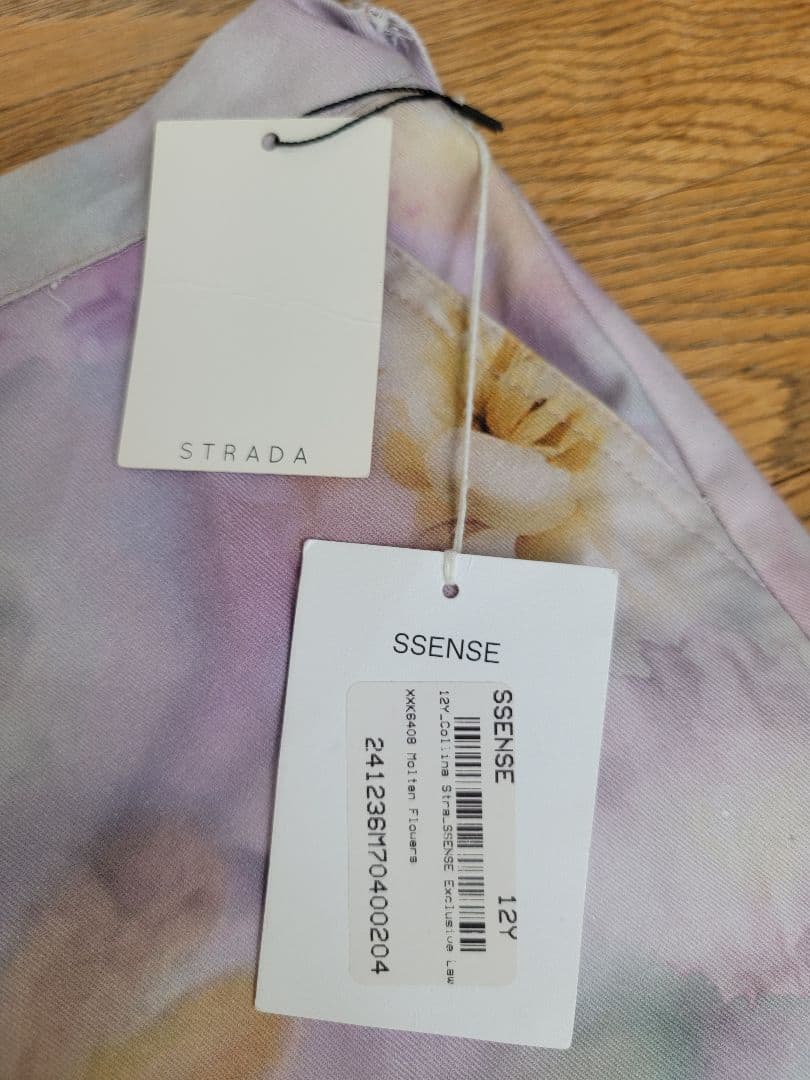 STRADA
SSENSE
SSENSE 12Y
12Y_Collina Stra_SSENSE Exclusive Law
XXK6408 Molten Flowers
241236M70400204